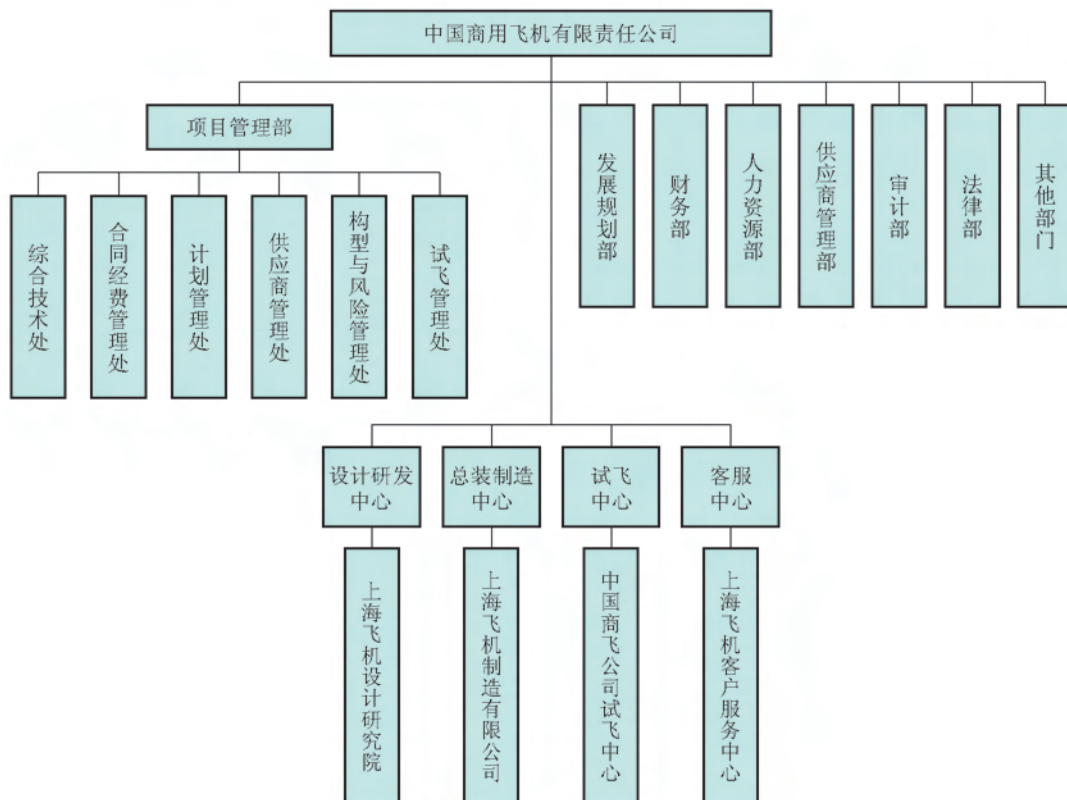 中国商用飞机有限责任公司
项目管理部
发展规划部
财务部
人力资源部
供应商管理部
审计部
法律部
其他部门
综合技术处
合同经费管理处
计划管理处
供应商管理处
构型与风险管理处
试飞管理处
设计研发
中心
总装制造
中心
试飞
中心
客服
中心
上海飞机设计研究院
上海飞机制造有限公司
中国商飞公司试飞中心
上海飞机客户服务中心